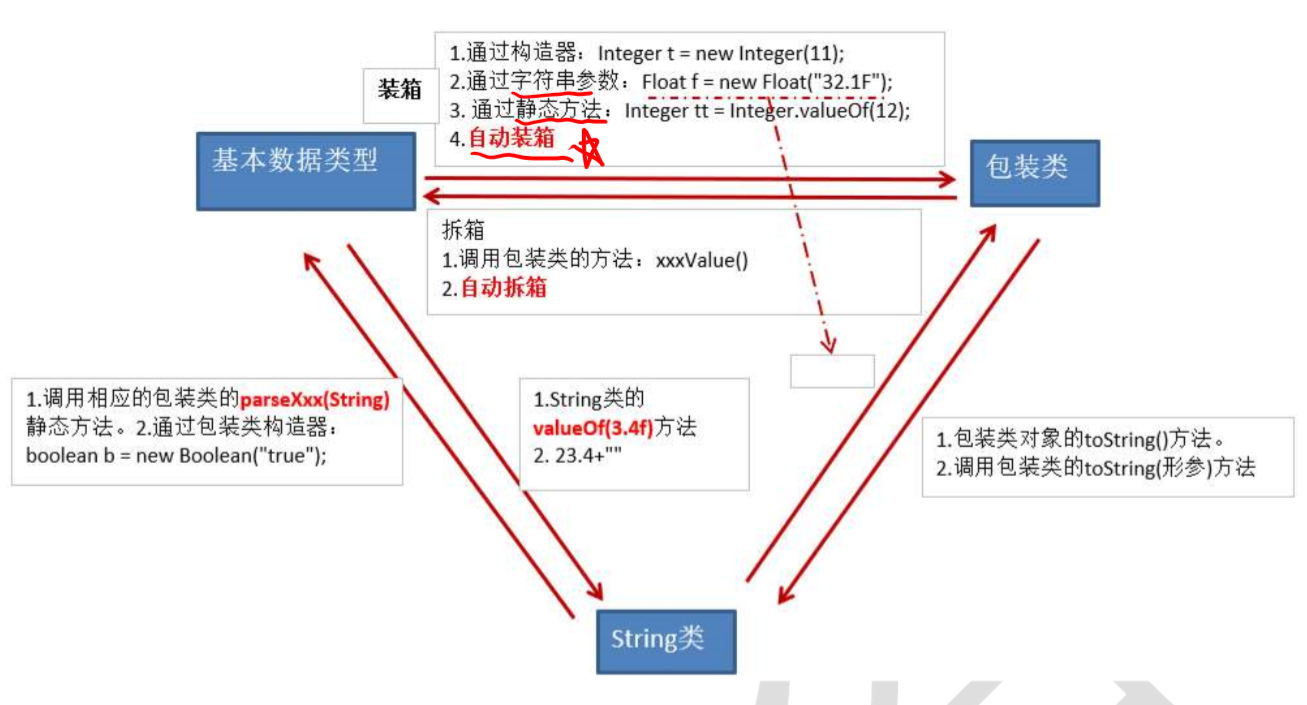 1.通过构造器：Integer t = new Integer(11);
装箱
2.通过字符串参数：Float f = new Float("32.1F");
3. 通过静态方法：Integer tt = Integer.valueOf(12);
4.自动装箱
基本数据类型
包装类
拆箱
1.调用包装类的方法：xxxValue()
2.自动拆箱
1.调用相应的包装类的parseXxx(String)
静态方法。2.通过包装类构造器：
boolean b = new Boolean("true");
1.String类的
valueOf(3.4f)方法
2. 23.4+""
1.包装类对象的toString()方法。
2.调用包装类的toString(形参)方法
String类